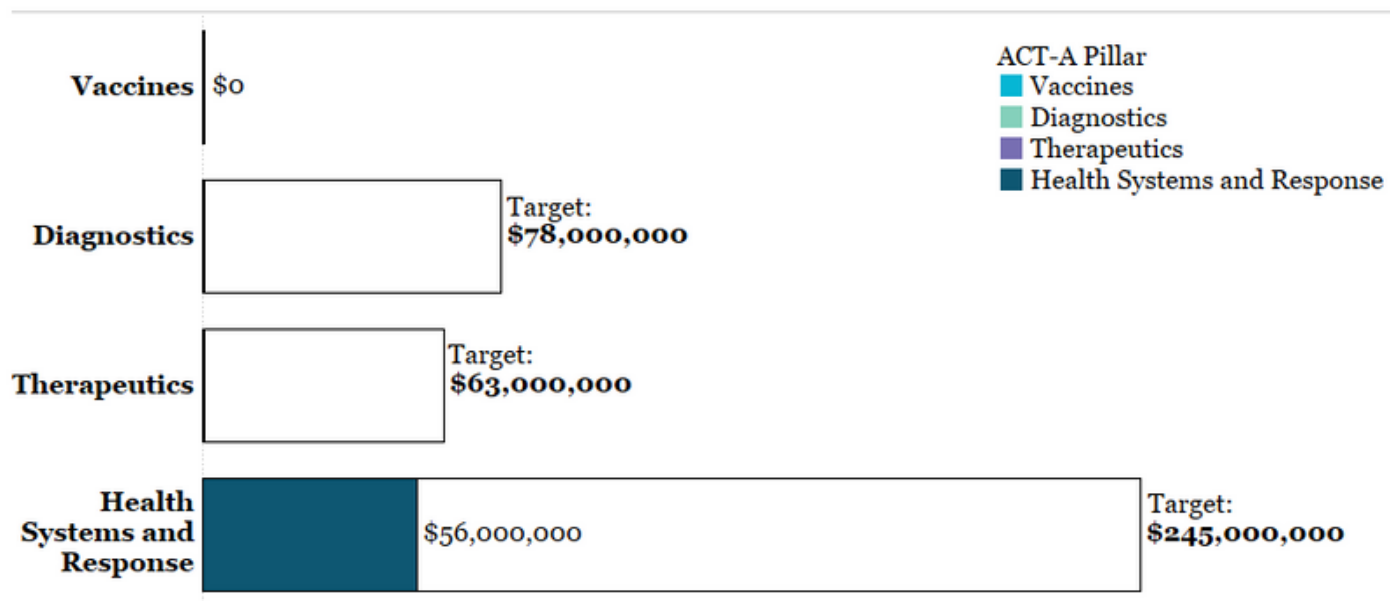 Vaccines $0
Diagnostics
Target:
$78,000,000
Therapeutics
Target:
$63,000,000
Health
Systems and
Response
$56,000,000
Target:
$245,000,000
ACT-A Pillar
Vaccines
Diagnostics
Therapeutics
Health Systems and Response